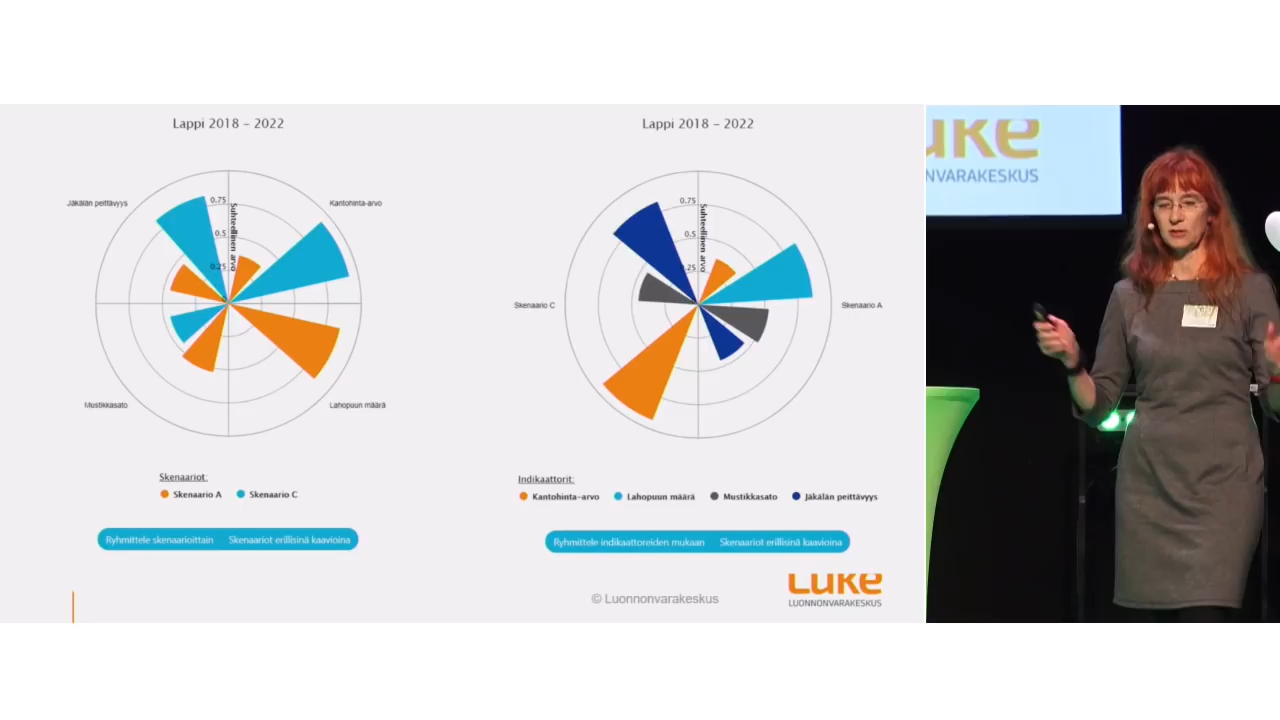 Lappi 2018 – 2022
Jäkälän peittävyys
Kantohinta-arvo
0.75
0.5
0.25
Suhteellinen arvo
Mustikkasato
Lahopuun määrä
Skenaariot:
Skenaario A
Skenaario C
Ryhmittele skenaarioittain
Skenaariot erillisinä kaavioina
Lappi 2018 – 2022
0.75
0.5
0.25
Suhteellinen arvo
Skenaario C
Skenaario A
Indikaattorit:
Kantohinta-arvo
Lahopuun määrä
Mustikkasato
Jäkälän peittävyys
Ryhmittele indikaattoreiden mukaan
Skenaariot erillisinä kaavioina
© Luonnonvarakeskus
LUKE
LUONNONVARAKESKUS
uke
NVARAKESKUS